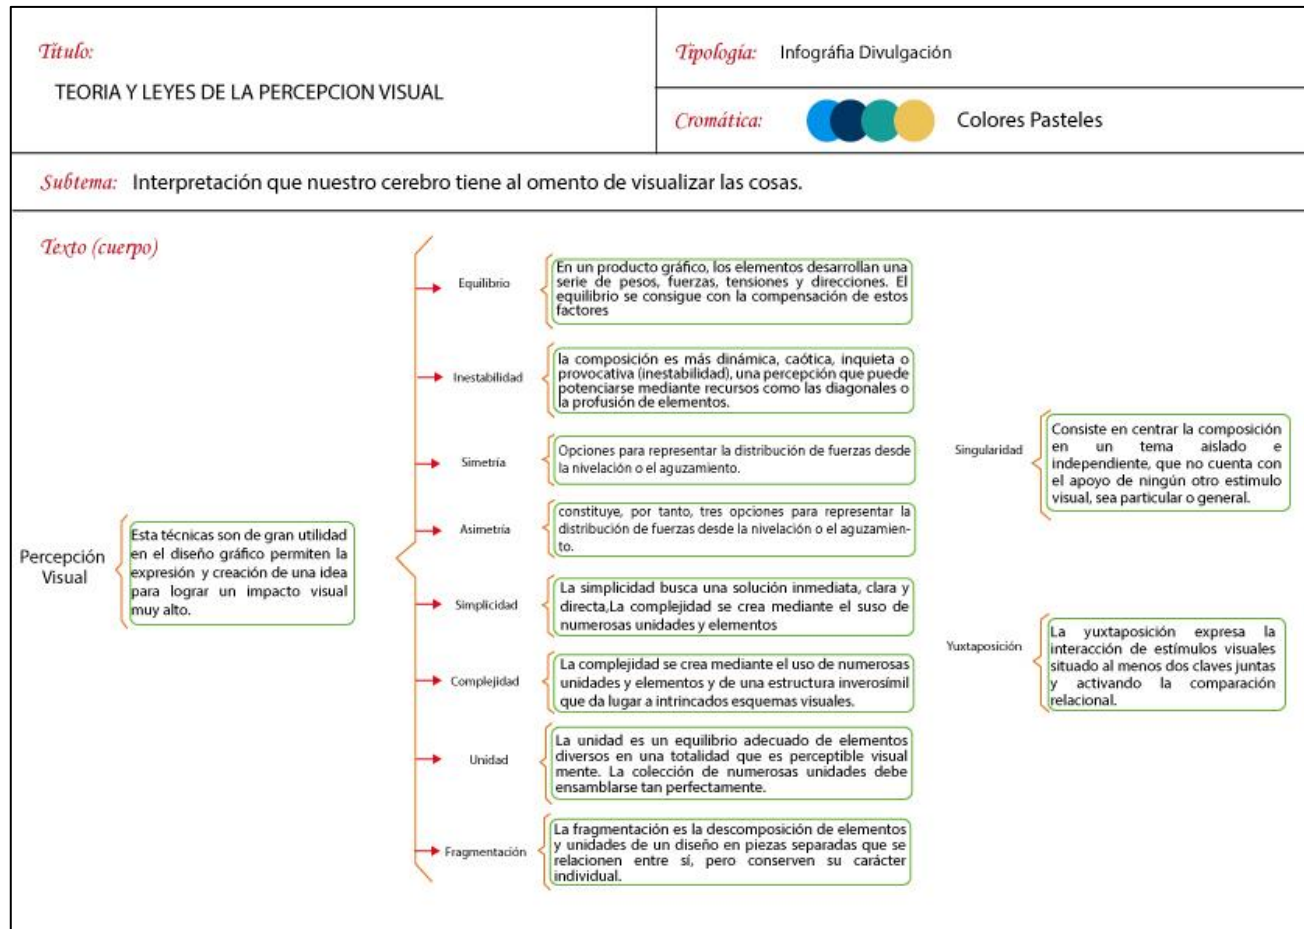 Título:
TEORIA Y LEYES DE LA PERCEPCION VISUAL
Tipología: Infográfia Divulgación
Cromática: Colores Pasteles
Subtema: Interpretación que nuestro cerebro tiene al omento de visualizar las cosas.
Texto (cuerpo)
Percepción
Visual
Esta técnicas son de gran utilidad
en el diseño gráfico permiten la
expresión y creación de una idea
para lograr un impacto visual
muy alto.
Equilibrio
En un producto gráfico, los elementos desarrollan una
serie de pesos, fuerzas, tensiones y direcciones. El
equilibrio se consigue con la compensación de estos
factores
Inestabilidad
la composición es más dinámica, caótica, inquieta o
provocativa (inestabilidad), una percepción que puede
potenciarse mediante recursos como las diagonales o
la profusión de elementos.
Simetría
Opciones para representar la distribución de fuerzas desde
la nivelación o el aguzamiento.
Asimetría
constituye, por tanto, tres opciones para representar la
distribución de fuerzas desde la nivelación o el aguzamien-
to.
Simplicidad
La simplicidad busca una solución inmediata, clara y
directa,La complejidad se crea mediante el suso de
numerosas unidades y elementos
Complejidad
La complejidad se crea mediante el uso de numerosas
unidades y elementos y de una estructura inverosímil
que da lugar a intrincados esquemas visuales.
Unidad
La unidad es un equilibrio adecuado de elementos
diversos en una totalidad que es perceptible visual
mente. La colección de numerosas unidades debe
ensamblarse tan perfectamente.
Fragmentación
La fragmentación es la descomposición de elementos
y unidades de un diseño en piezas separadas que se
relacionen entre sí, pero conserven su carácter
individual.
Singularidad
Consiste en centrar la composición
en un tema aislado e
independiente, que no cuenta con
el apoyo de ningún otro estimulo
visual, sea particular o general.
Yuxtaposición
La yuxtaposición expresa la
interacción de estímulos visuales
situado al menos dos claves juntas
y activando la comparación
relacional.